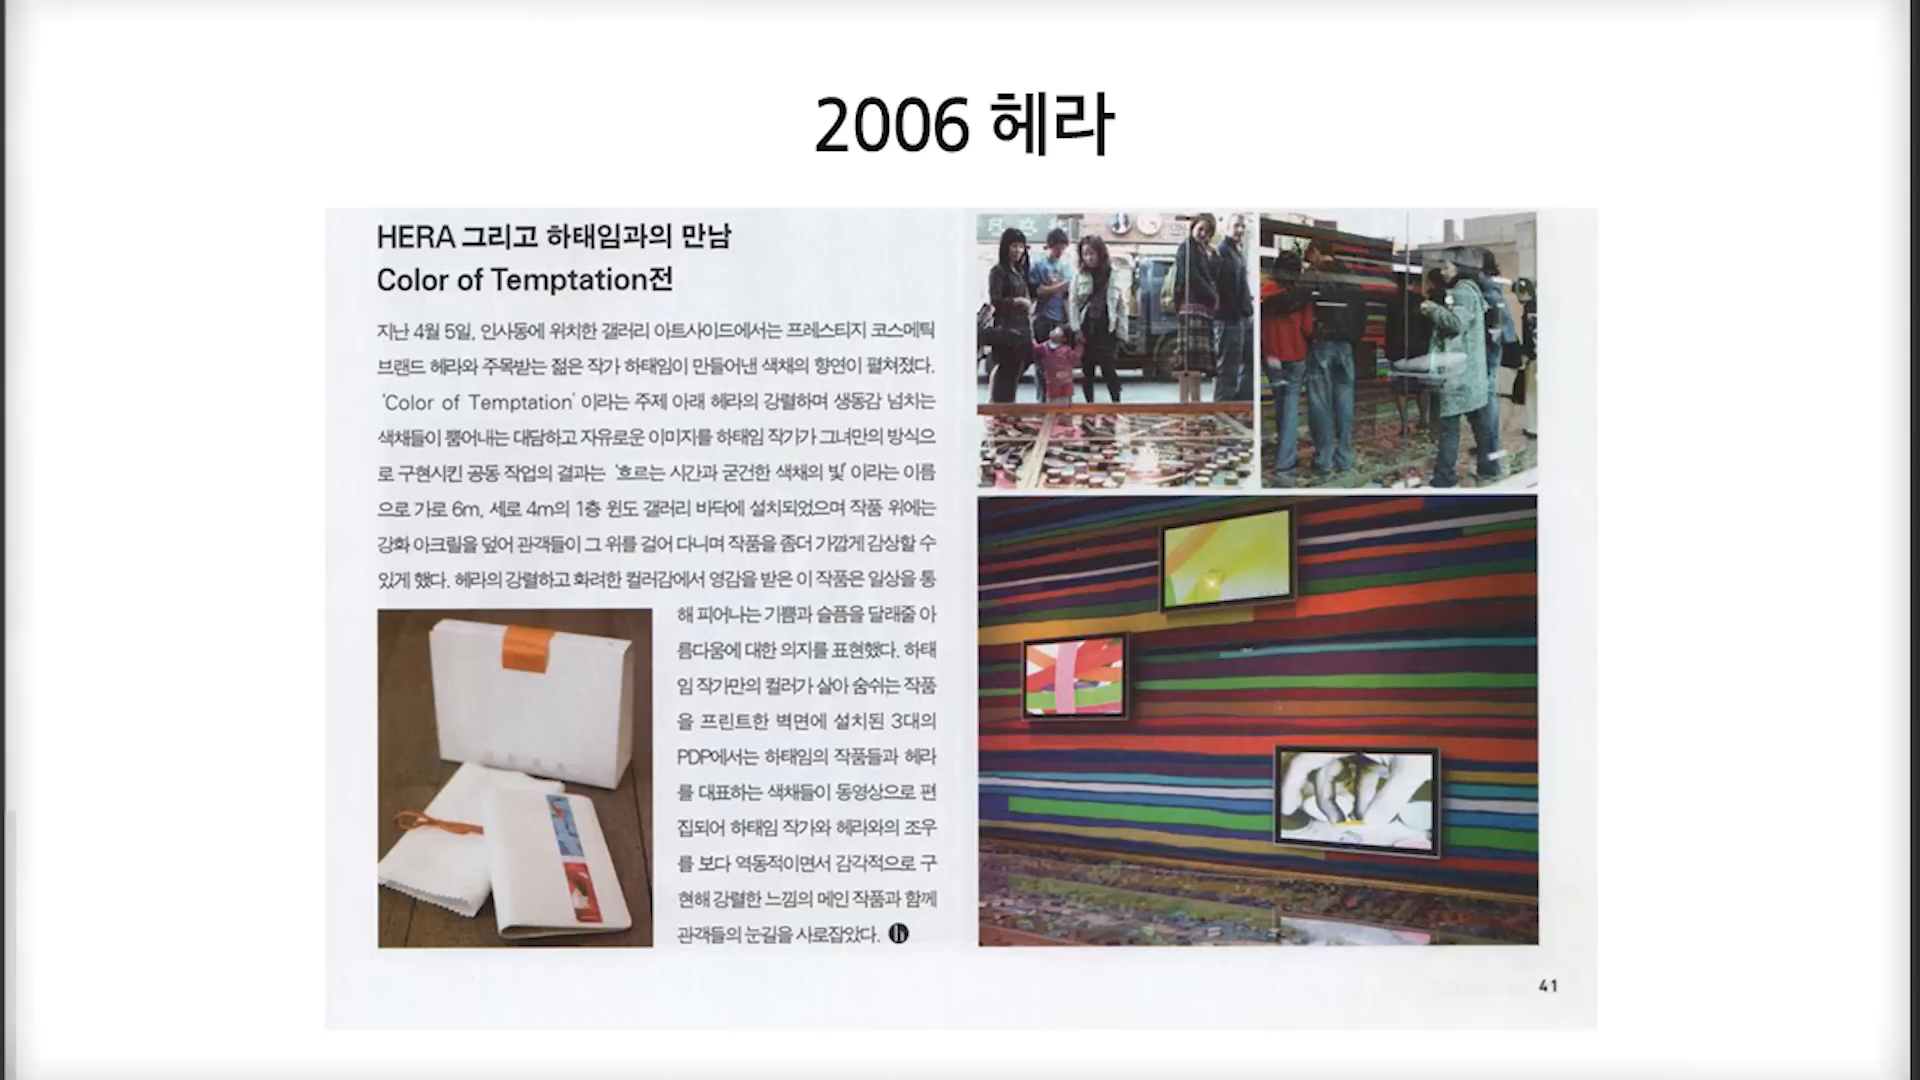 2006 헤라
HERA 그리고 하태임과의 만남
Color of Temptation전
지난 4월 5일, 인사동에 위치한 갤러리 아트사이드에서는 프레스티지 코스메틱
브랜드 헤라와 주목받는 젊은 작가 하태임이 만들어낸 색채의 향연이 펼쳐졌다.
'Color of Temptation' 이라는 주제 아래 헤라의 강렬하며 생동감 넘치는
색채들이 뿜어내는 대담하고 자유로운 이미지를 하태임 작가가 그녀만의 방식으
로 구현시킨 공동 작업의 결과는 '흐르는 시간과 굳건한 색채의 빛' 이라는 이름
으로 가로 6m, 세로 4m의 1층 윈도 갤러리 바닥에 설치되었으며 작품 위에는
강화 아크릴을 덮어 관객들이 그 위를 걸어 다니며 작품을 좀더 가깝게 감상할 수
있게 했다. 헤라의 강렬하고 화려한 컬러감에서 영감을 받은 이 작품은 일상을 통
해 피어나는 기쁨과 슬픔을 달래줄 아
름다움에 대한 의지를 표현했다. 하태
임 작가만의 컬러가 살아 숨쉬는 작품
을 프린트한 벽면에 설치된 3대의
PDP에서는 하태임의 작품들과 헤라
를 대표하는 색채들이 동영상으로 편
집되어 하태임 작가와 헤라와의 조우
를 보다 역동적이면서 감각적으로 구
현해 강렬한 느낌의 메인 작품과 함께
관객들의 눈길을 사로잡았다. h
41